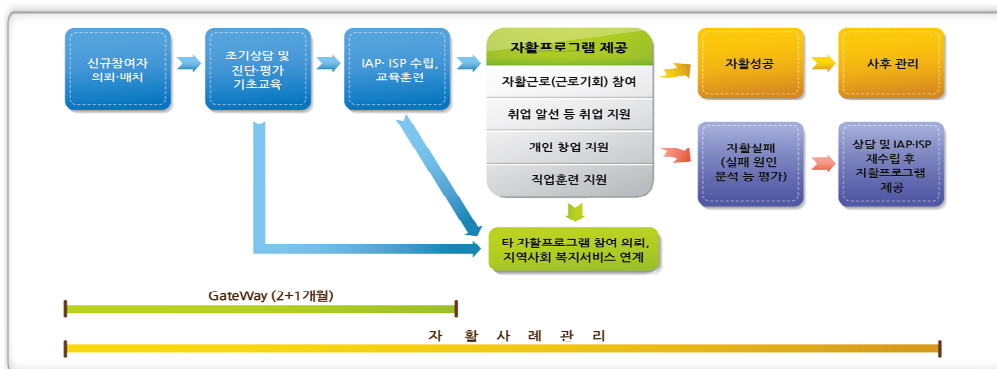 신규참여자
의뢰·배치
초기상담 및
진단·평가
기초교육
IAP· ISP 수립,
교육훈련
자활프로그램 제공
자활근로(근로기회) 참여
취업 알선 등 취업 지원
개인 창업 지원
직업훈련 지원
자활성공
사후 관리
자활실패
(실패 원인
분석 등 평가)
상담 및 IAP·ISP
재수립 후
지활프로그램
제공
타 자활프로그램 참여 의뢰,
지역사회 복지서비스 연계
GateWay (2+1개월)
자 활 사 례 관 리